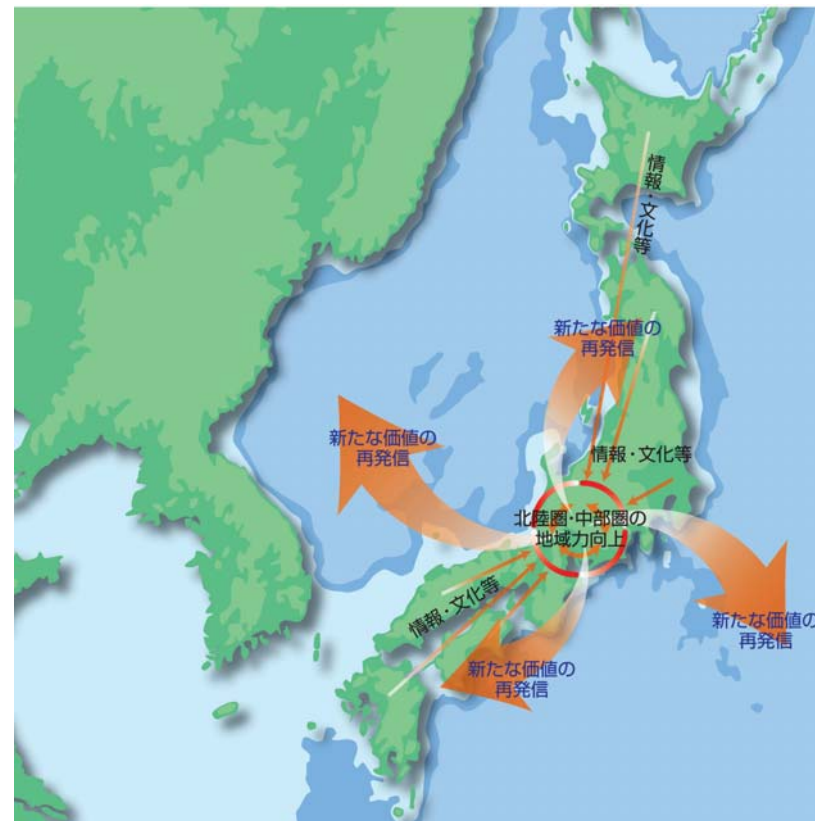 情報・文化等
新たな価値の
再発信
新たな価値の
再発信
情報・文化等
北陸圏・中部圏の
地域力向上
情報・文化等
新たな価値の
再発信
新たな価値の
再発信